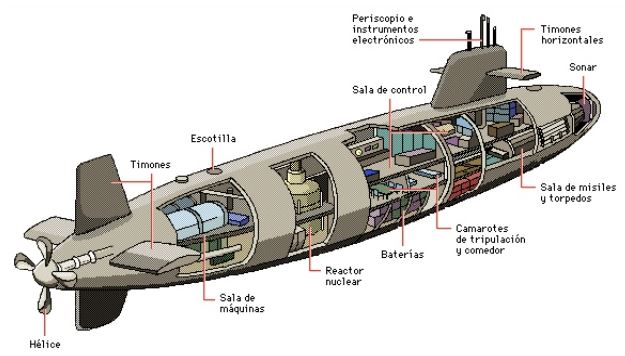 Periscopio e
instrumentos
electrónicos
Timones
horizontales
Sonar
Sala de control
Escotilla
Timones
Sala de misiles
y torpedos
Camarotes
de tripulación
y comedor
Baterías
Reactor
nuclear
Sala de
máquinas
Hélice